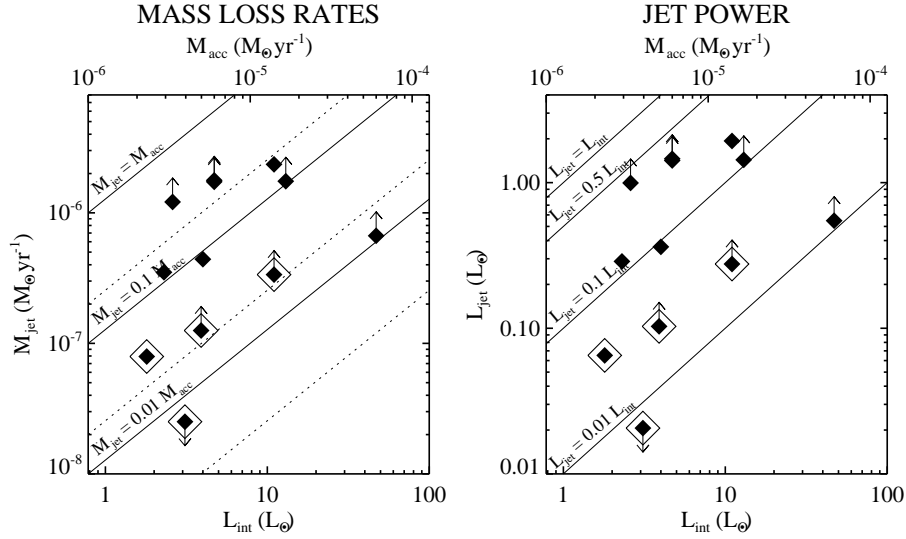 MASS LOSS RATES
M_acc (M_☉ yr^-1)
10^-6 10^-5 10^-4
10^-6
10^-7
10^-8
M_jet (M_☉ yr^-1)
M_jet = M_acc
M_jet = 0.1 M_acc
M_jet = 0.01 M_acc
1 10 100
L_int (L_☉)
JET POWER
M_acc (M_☉ yr^-1)
10^-6 10^-5 10^-4
1.00
0.10
0.01
L_jet (L_☉)
L_jet = L_int
L_jet = 0.5 L_int
L_jet = 0.1 L_int
L_jet = 0.01 L_int
1 10 100
L_int (L_☉)